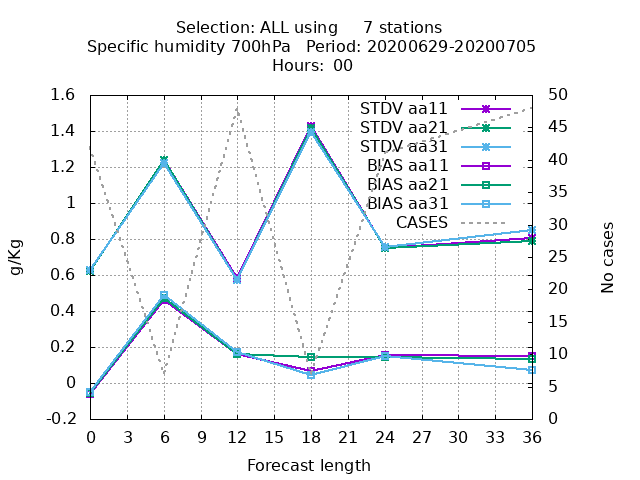 Selection: ALL using     7 stations
Specific humidity 700hPa   Period: 20200629-20200705
Hours: 00
1.6
1.4
1.2
1
0.8
0.6
0.4
0.2
0
-0.2
g/Kg
STDV aa11
STDV aa21
STDV aa31
BIAS aa11
BIAS aa21
BIAS aa31
CASES
50
45
40
35
30
25
20
15
10
5
0
No cases
0 3 6 9 12 15 18 21 24 27 30 33 36
Forecast length